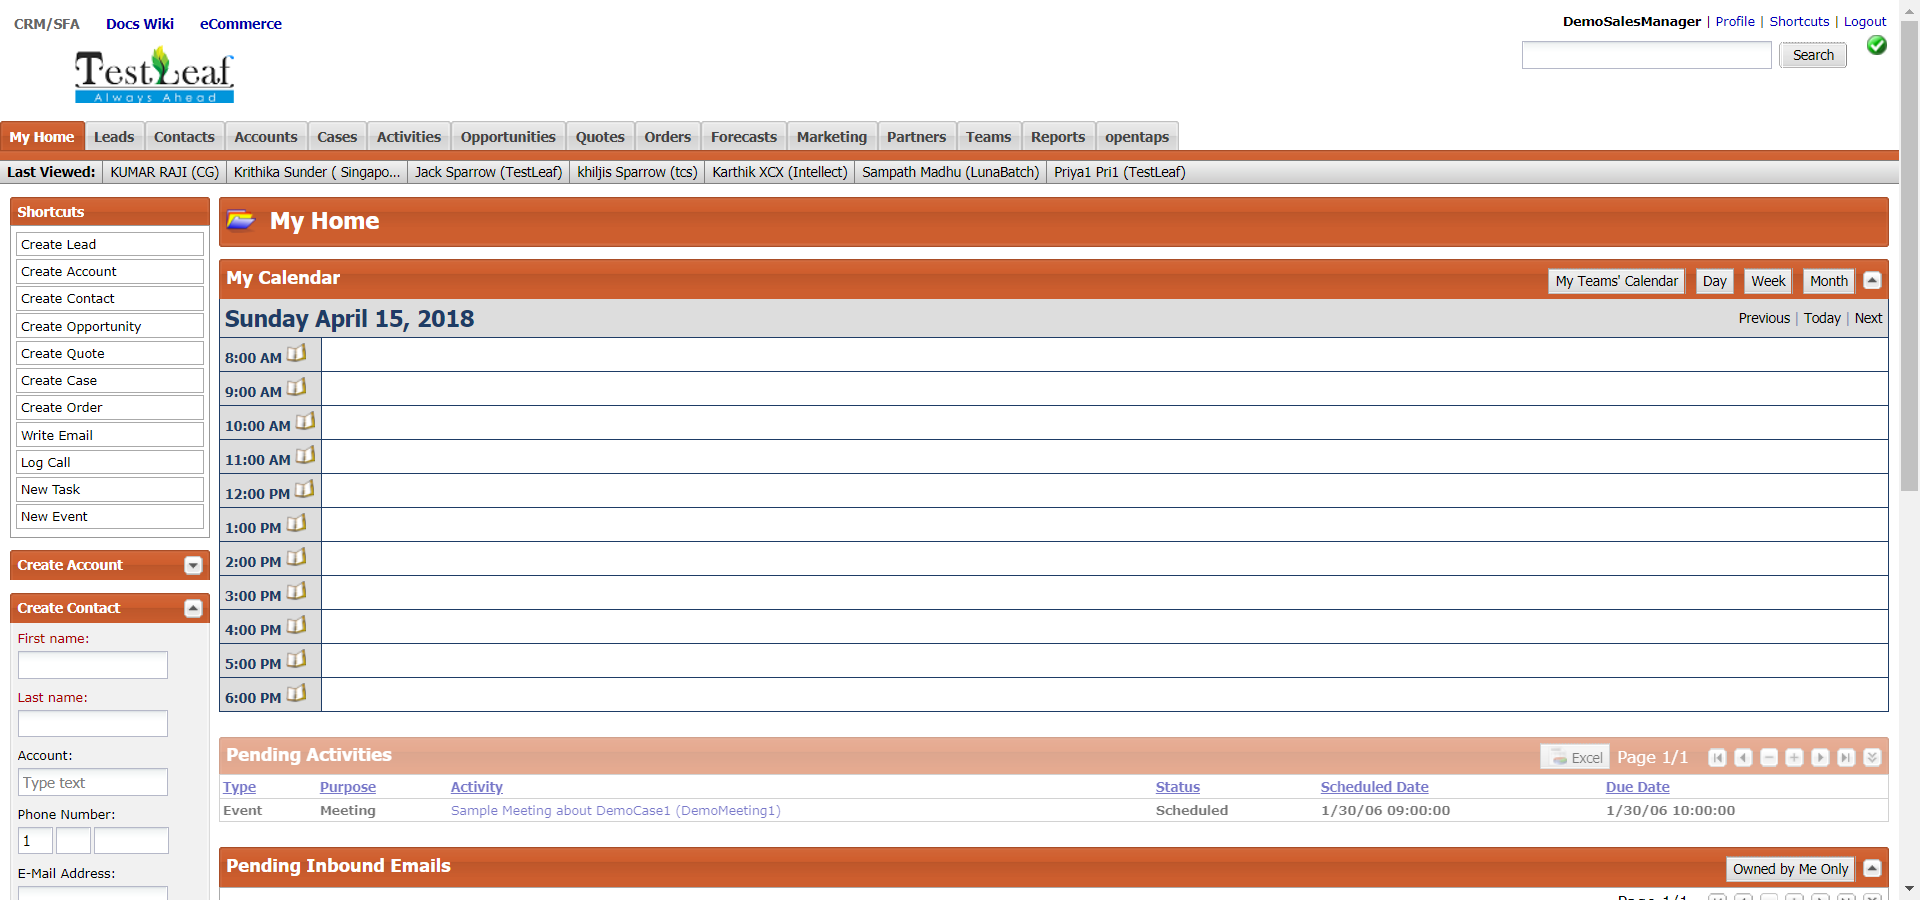 CRM/SFA Docs Wiki eCommerce
DemoSalesManager | Profile | Shortcuts | Logout
Search
TestLeaf
Always Ahead
My Home Leads Contacts Accounts Cases Activities Opportunities Quotes Orders Forecasts Marketing Partners Teams Reports opentaps
Last Viewed: KUMAR RAJI (CG) Krithika Sunder ( Singapo... Jack Sparrow (TestLeaf) khiljis Sparrow (tcs) Karthik XCX (Intellect) Sampath Madhu (LunaBatch) Priya1 Pri1 (TestLeaf)
Shortcuts
Create Lead
Create Account
Create Contact
Create Opportunity
Create Quote
Create Case
Create Order
Write Email
Log Call
New Task
New Event
Create Account
Create Contact
First name:
Last name:
Account:
Type text
Phone Number:
1
E-Mail Address:
My Home
My Calendar My Teams' Calendar Day Week Month
Sunday April 15, 2018 Previous | Today | Next
8:00 AM
9:00 AM
10:00 AM
11:00 AM
12:00 PM
1:00 PM
2:00 PM
3:00 PM
4:00 PM
5:00 PM
6:00 PM
Pending Activities Excel Page 1/1
Type Purpose Activity Status Scheduled Date Due Date
Event Meeting Sample Meeting about DemoCase1 (DemoMeeting1) Scheduled 1/30/06 09:00:00 1/30/06 10:00:00
Pending Inbound Emails Owned by Me Only
Page 1/1